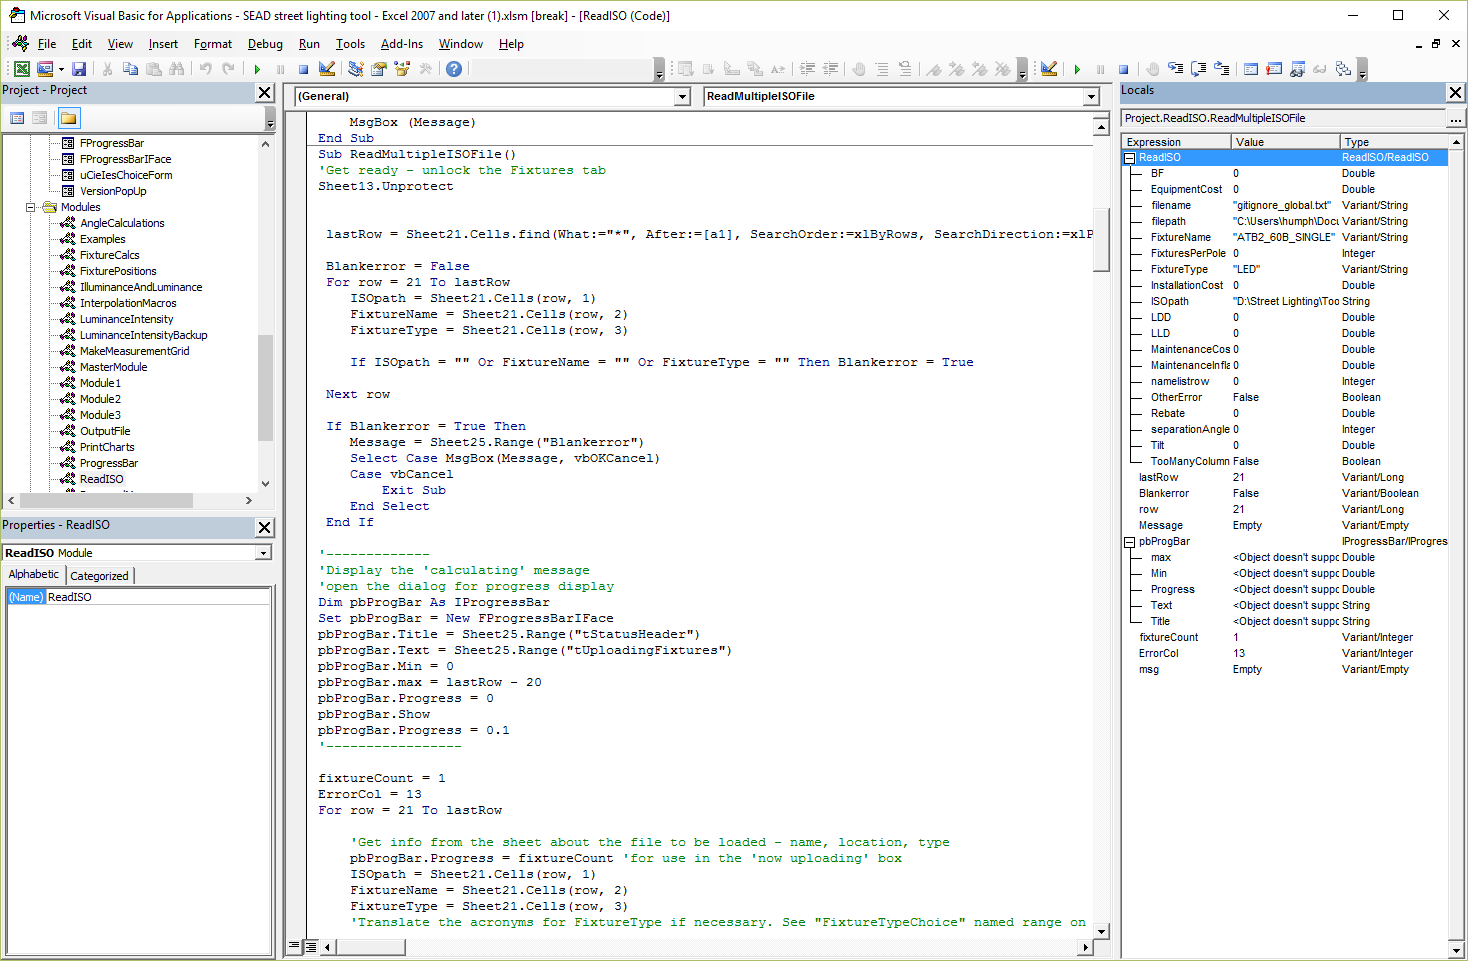 Microsoft Visual Basic for Applications - SEAD street lighting tool - Excel 2007 and later (1).xlsm [break] - [ReadISO (Code)]
File Edit View Insert Format Debug Run Tools Add-Ins Window Help
Project - Project
FProgressBar
FProgressBarIFace
uCieIesChoiceForm
VersionPopUp
Modules
AngleCalculations
Examples
FixtureCalcs
FixturePositions
IlluminanceAndLuminance
InterpolationMacros
LuminanceIntensity
LuminanceIntensityBackup
MakeMeasurementGrid
MasterModule
Module1
Module2
Module3
OutputFile
PrintCharts
ProgressBar
ReadISO
Properties - ReadISO
ReadISO Module
Alphabetic Categorized
(Name) ReadISO
(General) ReadMultipleISOFile
MsgBox (Message)
End Sub
Sub ReadMultipleISOFile()
'Get ready - unlock the Fixtures tab
Sheet13.Unprotect
lastRow = Sheet21.Cells.find(What:="*", After:=[a1], SearchOrder:=xlByRows, SearchDirection:=xlP
Blankerror = False
For row = 21 To lastRow
ISOpath = Sheet21.Cells(row, 1)
FixtureName = Sheet21.Cells(row, 2)
FixtureType = Sheet21.Cells(row, 3)
If ISOpath = "" Or FixtureName = "" Or FixtureType = "" Then Blankerror = True
Next row
If Blankerror = True Then
Message = Sheet25.Range("Blankerror")
Select Case MsgBox(Message, vbOKCancel)
Case vbCancel
Exit Sub
End Select
End If
'-------------
'Display the 'calculating' message
'open the dialog for progress display
Dim pbProgBar As IProgressBar
Set pbProgBar = New FProgressBarIFace
pbProgBar.Title = Sheet25.Range("tStatusHeader")
pbProgBar.Text = Sheet25.Range("tUploadingFixtures")
pbProgBar.Min = 0
pbProgBar.max = lastRow - 20
pbProgBar.Progress = 0
pbProgBar.Show
pbProgBar.Progress = 0.1
'-----------------
fixtureCount = 1
ErrorCol = 13
For row = 21 To lastRow
'Get info from the sheet about the file to be loaded - name, location, type
pbProgBar.Progress = fixtureCount 'for use in the 'now uploading' box
ISOpath = Sheet21.Cells(row, 1)
FixtureName = Sheet21.Cells(row, 2)
FixtureType = Sheet21.Cells(row, 3)
'Translate the acronyms for FixtureType if necessary. See "FixtureTypeChoice" named range on
Locals
Project.ReadISO.ReadMultipleISOFile ...
Expression Value Type
ReadISO ReadISO/ReadISO
BF 0 Double
EquipmentCost 0 Double
filename "gitignore_global.txt" Variant/String
filepath "C:\Users\humph\Docu Variant/String
FixtureName "ATB2_60B_SINGLE" Variant/String
FixturesPerPole 0 Integer
FixtureType "LED" Variant/String
InstallationCost 0 Double
ISOpath "D:\Street Lighting\Too String
LDD 0 Double
LLD 0 Double
MaintenanceCos 0 Double
MaintenanceInfla 0 Double
namelistrow 0 Integer
OtherError False Boolean
Rebate 0 Double
separationAngle 0 Integer
Tilt 0 Double
TooManyColumn False Boolean
lastRow 21 Variant/Long
Blankerror False Variant/Boolean
row 21 Variant/Long
Message Empty Variant/Empty
pbProgBar IProgressBar/IProgres
max <Object doesn't suppo Double
Min <Object doesn't suppo Double
Progress <Object doesn't suppo Double
Text <Object doesn't suppo String
Title <Object doesn't suppo String
fixtureCount 1 Variant/Integer
ErrorCol 13 Variant/Integer
msg Empty Variant/Empty